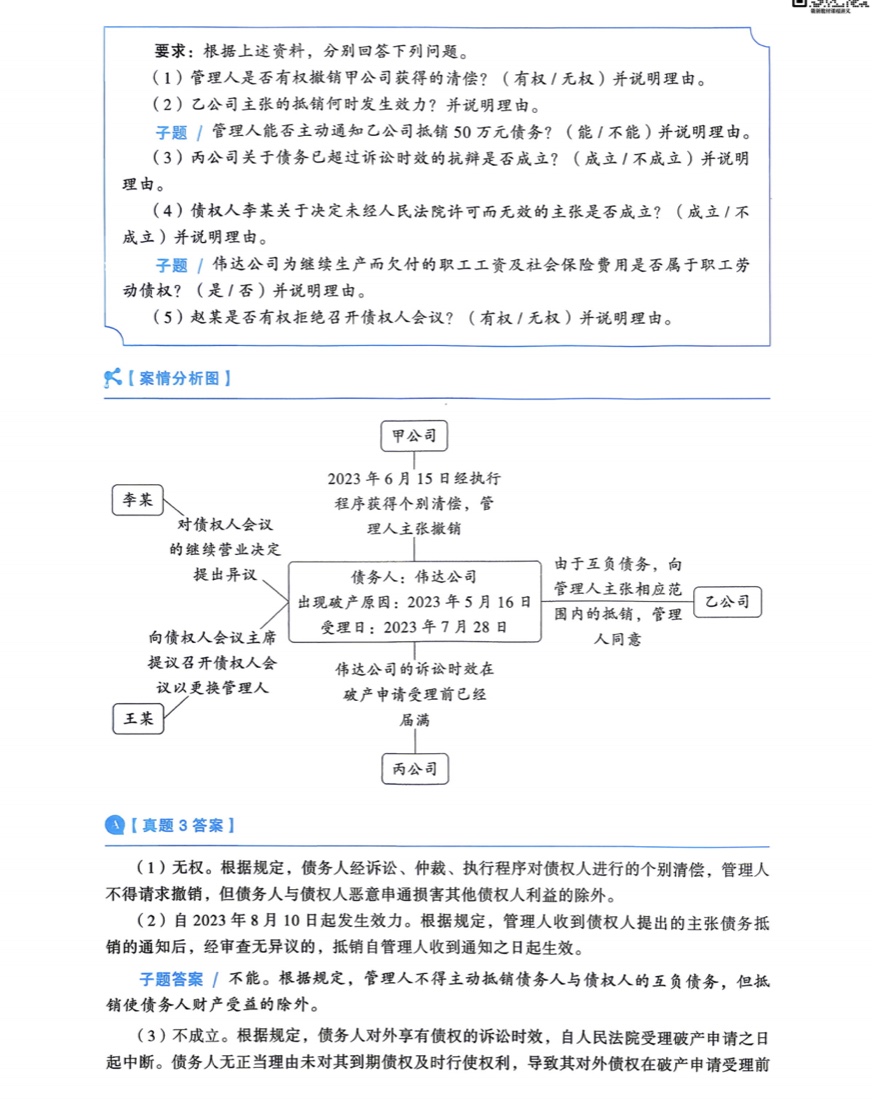 要求：根据上述资料，分别回答下列问题。
（1）管理人是否有权撤销甲公司获得的清偿？（有权/无权）并说明理由。
（2）乙公司主张的抵销何时发生效力？并说明理由。
子题 / 管理人能否主动通知乙公司抵销 50 万元债务？（能/不能）并说明理由。
（3）丙公司关于债务已超过诉讼时效的抗辩是否成立？（成立/不成立）并说明
理由。
（4）债权人李某关于决定未经人民法院许可而无效的主张是否成立？（成立/不
成立）并说明理由。
子题 / 伟达公司为继续生产而欠付的职工工资及社会保险费用是否属于职工劳
动债权？（是/否）并说明理由。
（5）赵某是否有权拒绝召开债权人会议？（有权/无权）并说明理由。
【案情分析图】
甲公司
2023 年 6 月 15 日经执行
程序获得个别清偿，管
理人主张撤销
李某
对债权人会议
的继续营业决定
提出异议
债务人：伟达公司
出现破产原因：2023 年 5 月 16 日
受理日：2023 年 7 月 28 日
由于互负债务，向
管理人主张相应范
围内的抵销，管理
人同意
乙公司
向债权人会议主席
提议召开债权人会
议以更换管理人
王某
伟达公司的诉讼时效在
破产申请受理前已经
届满
丙公司
【真题 3 答案】
（1）无权。根据规定，债务人经诉讼、仲裁、执行程序对债权人进行的个别清偿，管理人
不得请求撤销，但债务人与债权人恶意串通损害其他债权人利益的除外。
（2）自 2023 年 8 月 10 日起发生效力。根据规定，管理人收到债权人提出的主张债务抵
销的通知后，经审查无异议的，抵销自管理人收到通知之日起生效。
子题答案 / 不能。根据规定，管理人不得主动抵销债务人与债权人的互负债务，但抵
销使债务人财产受益的除外。
（3）不成立。根据规定，债务人对外享有债权的诉讼时效，自人民法院受理破产申请之日
起中断。债务人无正当理由未对其到期债权及时行使权利，导致其对外债权在破产申请受理前